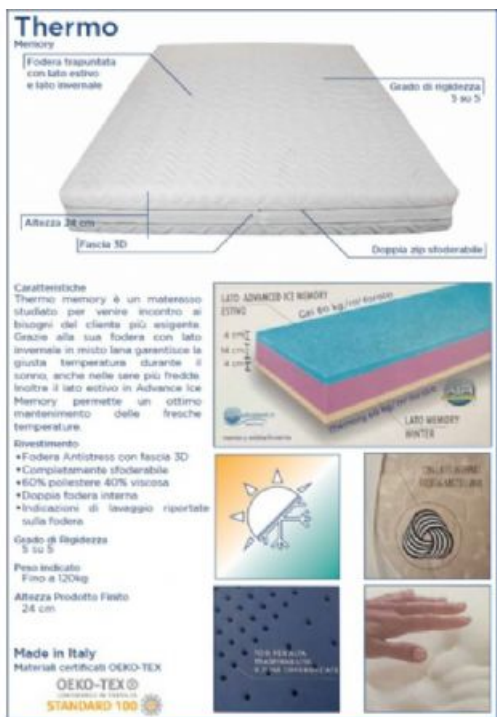 Thermo
Memory
Fodera trapuntata
con lato estivo
e lato invernale
Grado di rigidezza
5 su 5
Altezza 24 cm
Fascia 3D
Doppia zip sfoderabile
Caratteristiche
Thermo memory è un materasso
studiato per venire incontro ai
bisogni del cliente più esigente.
Grazie alla sua fodera con lato
invernale in misto lana garantisce la
giusta temperatura durante il
sonno, anche nelle sere più fredde.
Inoltre il lato estivo in Advance Ice
Memory permette un ottimo
mantenimento delle fresche
temperature.
LATO ADVANCED ICE MEMORY
ESTIVO
Gel 60 kg/m³ forato
4 cm
14 cm
4 cm
LATO MEMORY
WINTER
Rivestimento
•Fodera Antistress con fascia 3D
•Completamente sfoderabile
•60% poliestere 40% viscosa
•Doppia fodera interna
•Indicazioni di lavaggio riportate
sulla fodera
Grado di Rigidezza
5 su 5
Peso indicato
Fino a 120kg
Altezza Prodotto Finito
24 cm
Made in Italy
Materiali certificati OEKO-TEX
OEKO-TEX®
STANDARD 100